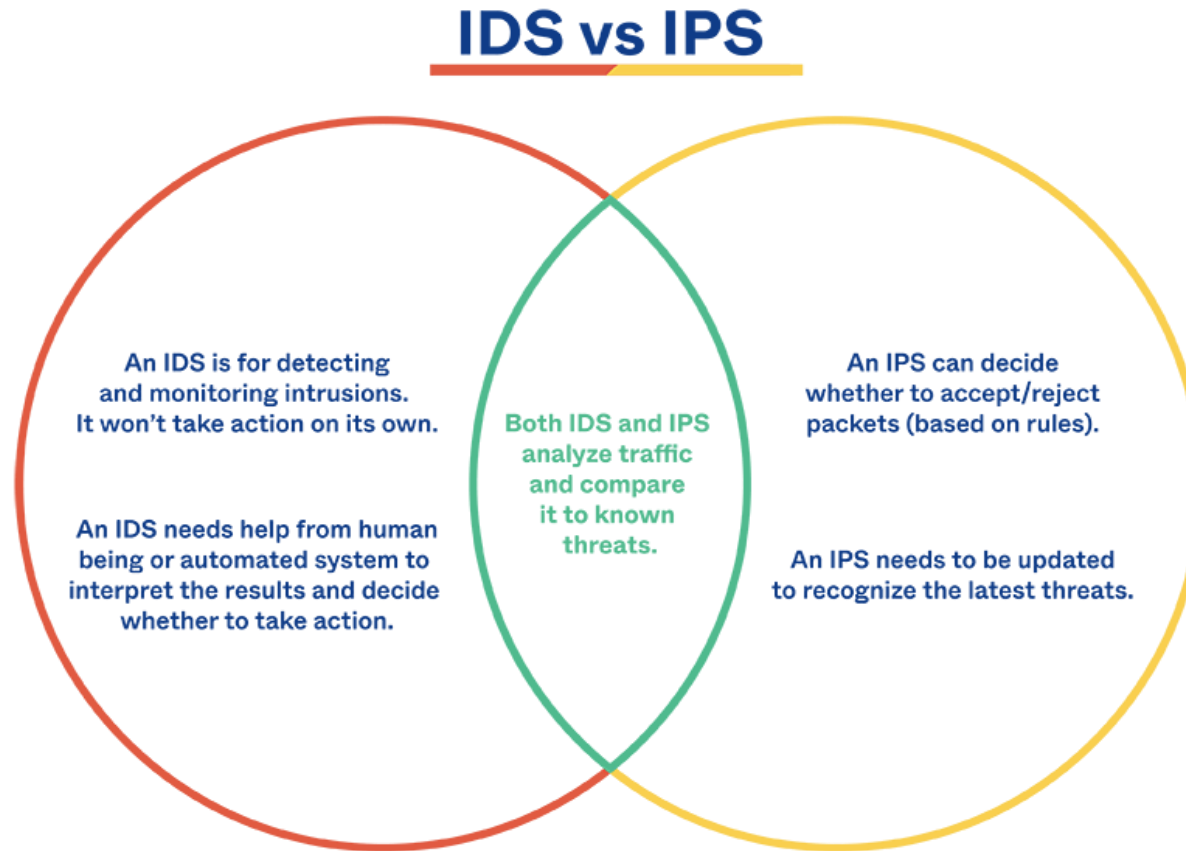 IDS vs IPS
An IDS is for detecting
and monitoring intrusions.
It won’t take action on its own.
An IDS needs help from human
being or automated system to
interpret the results and decide
whether to take action.
Both IDS and IPS
analyze traffic
and compare
it to known
threats.
An IPS can decide
whether to accept/reject
packets (based on rules).
An IPS needs to be updated
to recognize the latest threats.